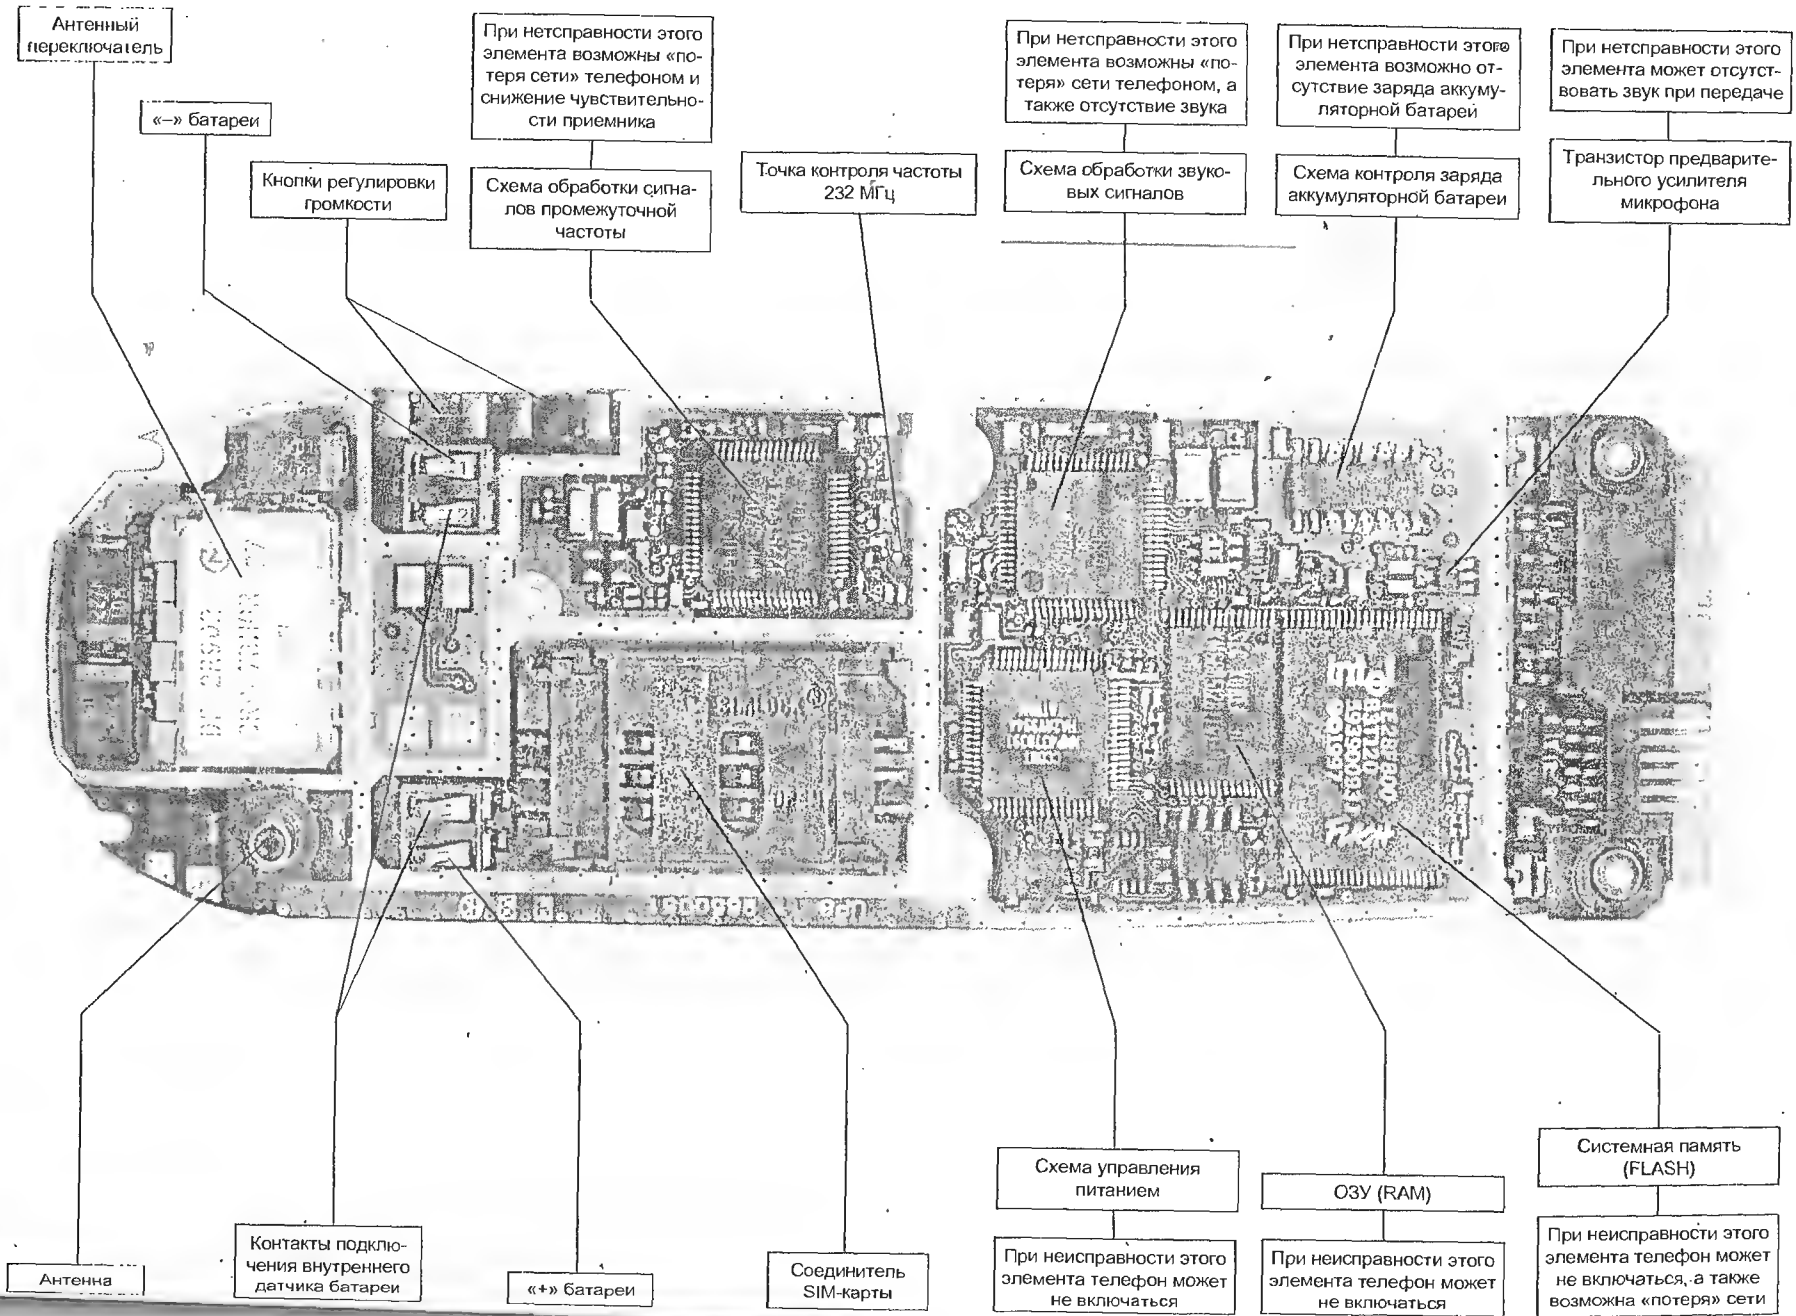 Антенный
переключатель
«–» батареи
Кнопки регулировки
громкости
При нетсправности этого
элемента возможны «по-
теря сети» телефоном и
снижение чувствительно-
сти приемника
Схема обработки сигна-
лов промежуточной
частоты
Точка контроля частоты
232 МГц
При нетсправности этого
элемента возможны «по-
теря» сети телефоном, а
также отсутствие звука
Схема обработки звуко-
вых сигналов
При нетсправности этого
элемента возможно от-
сутствие заряда аккуму-
ляторной батарей
Схема контроля заряда
аккумуляторной батареи
При нетсправности этого
элемента может отсутст-
вовать звук при передаче
Транзистор предварите-
льного усилителя
микрофона
1
2
FLASH
Антенна
Контакты подклю-
чения внутреннего
датчика батареи
«+» батареи
Соединитель
SIM-карты
Схема управления
питанием
При неисправности этого
элемента телефон может
не включаться
ОЗУ (RAM)
При неисправности этого
элемента телефон может
не включаться
Системная память
(FLASH)
При неисправности этого
элемента телефон может
не включаться, а также
возможна «потеря» сети